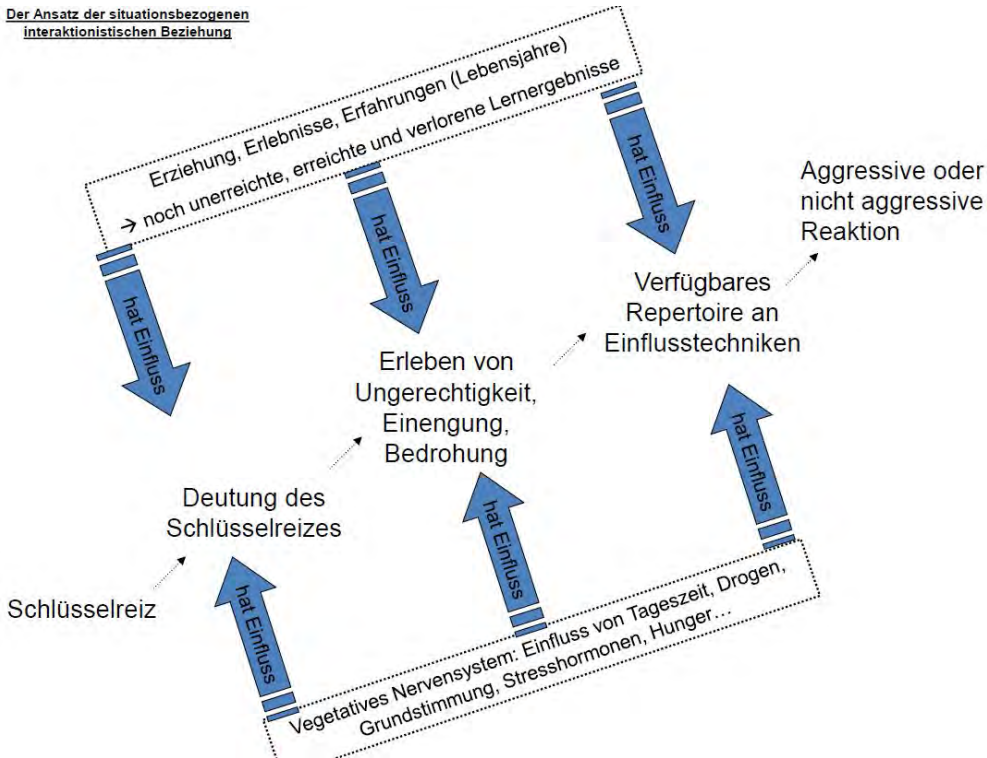 Der Ansatz der situationsbezogenen
interaktionistischen Beziehung
Erziehung, Erlebnisse, Erfahrungen (Lebensjahre)
→ noch unerreichte, erreichte und verlorene Lernergebnisse
hat Einfluss
hat Einfluss
hat Einfluss
Aggressive oder
nicht aggressive
Reaktion
Verfügbares
Repertoire an
Einflusstechniken
Erleben von
Ungerechtigkeit,
Einengung,
Bedrohung
Deutung des
Schlüsselreizes
Schlüsselreiz
hat Einfluss
hat Einfluss
hat Einfluss
Vegetatives Nervensystem: Einfluss von Tageszeit, Drogen,
Grundstimmung, Stresshormonen, Hunger…